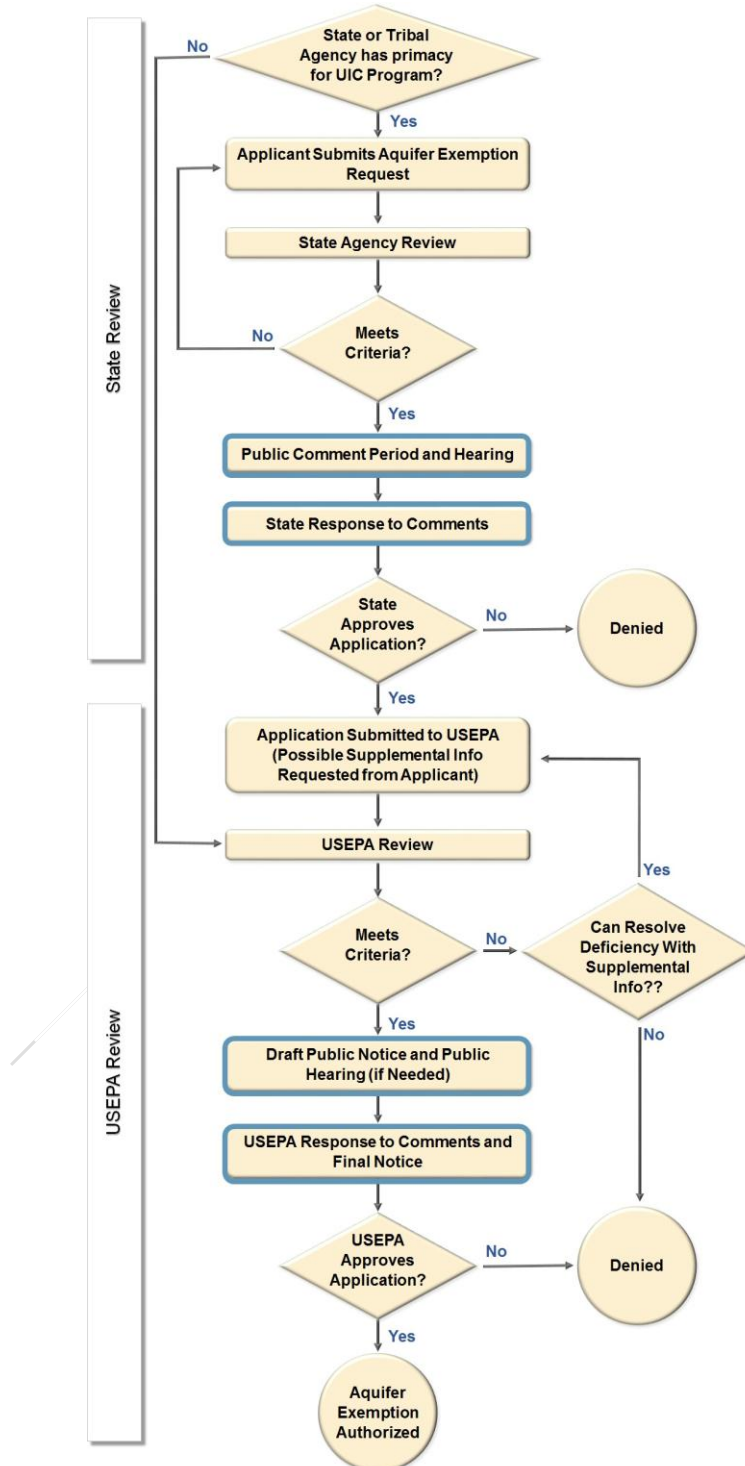 State or Tribal
Agency has primacy
for UIC Program?
No
Yes
Applicant Submits Aquifer Exemption
Request
State Agency Review
Meets
Criteria?
No
Yes
Public Comment Period and Hearing
State Response to Comments
State
Approves
Application?
No
Denied
Yes
State Review
Application Submitted to USEPA
(Possible Supplemental Info
Requested from Applicant)
USEPA Review
Yes
Meets
Criteria?
No
Can Resolve
Deficiency With
Supplemental
Info??
Yes
No
Draft Public Notice and Public
Hearing (if Needed)
USEPA Response to Comments and
Final Notice
USEPA
Approves
Application?
No
Denied
Yes
Aquifer
Exemption
Authorized
USEPA Review